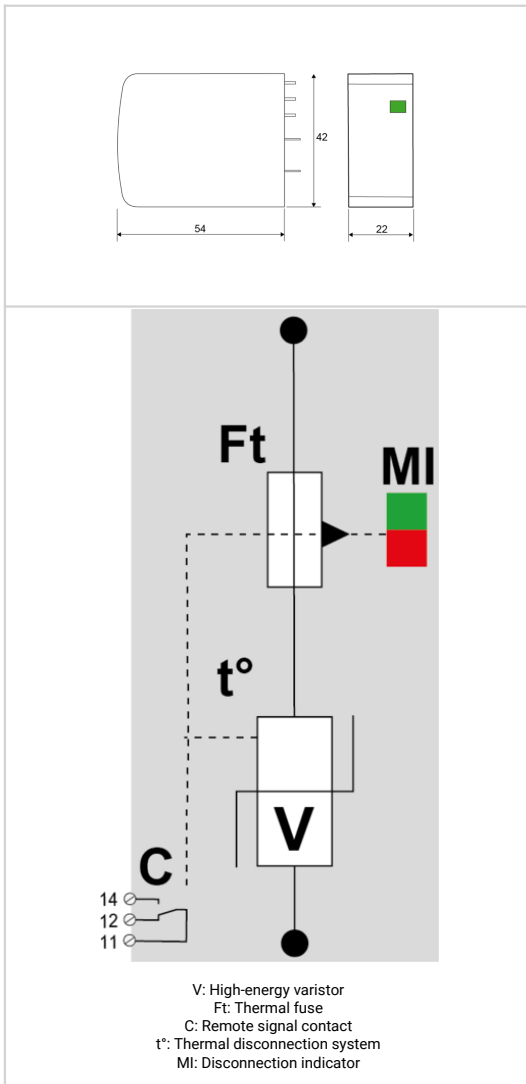 42
54
22
Ft
MI
t°
V
C
14
12
11
V: High-energy varistor
Ft: Thermal fuse
C: Remote signal contact
t°: Thermal disconnection system
MI: Disconnection indicator